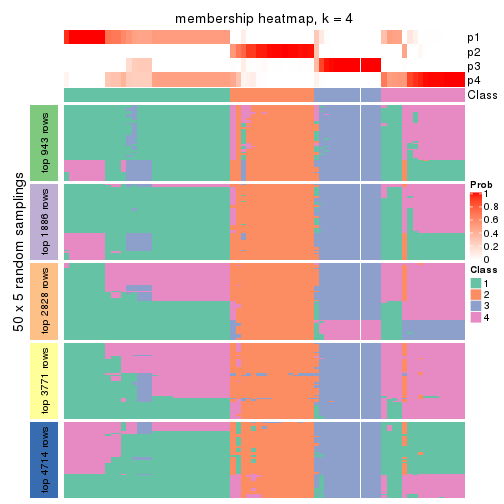 membership heatmap, k = 4
p1
p2
p3
p4
Class
50 x 5 random samplings
top 943 rows
top 1886 rows
top 2828 rows
top 3771 rows
top 4714 rows
Prob
1
0.8
0.6
0.4
0.2
0
Class
1
2
3
4